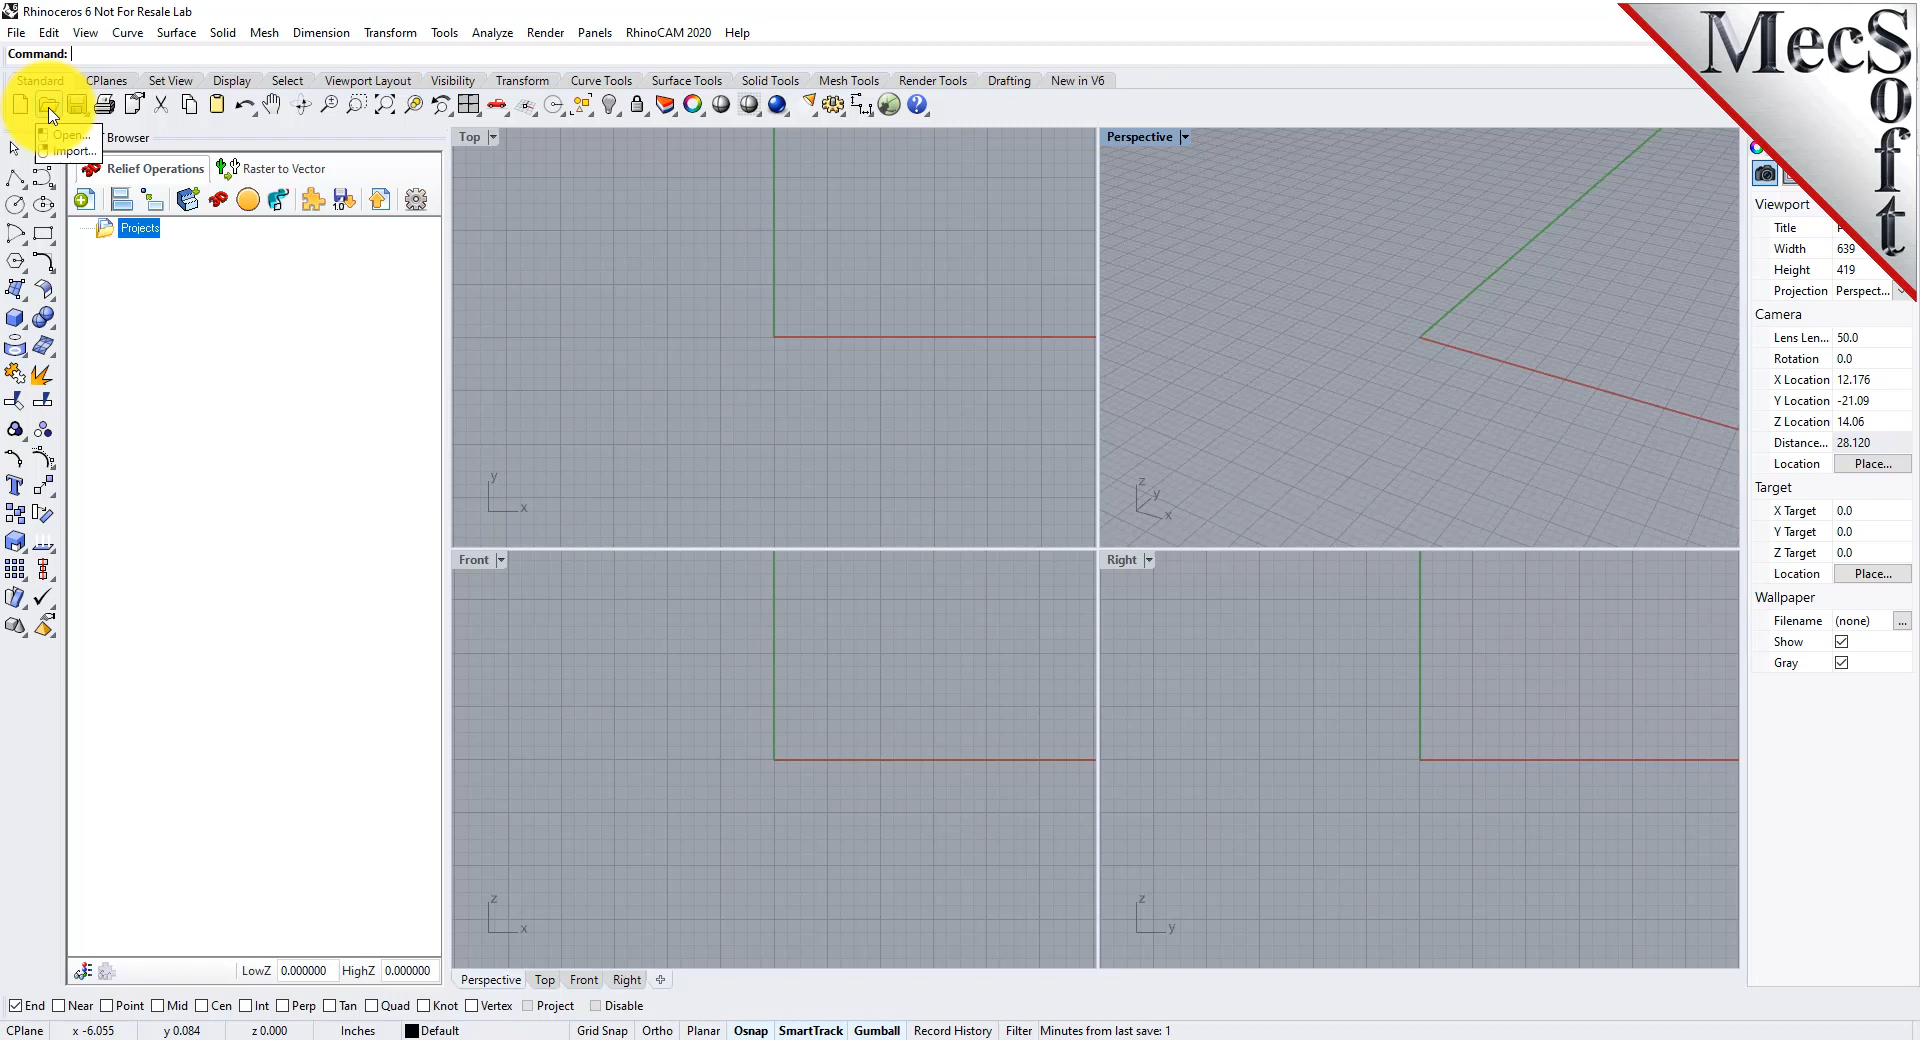 Rhinoceros 6 Not For Resale Lab
File Edit View Curve Surface Solid Mesh Dimension Transform Tools Analyze Render Panels RhinoCAM 2020 Help
Command:
Standard CPlanes Set View Display Select Viewport Layout Visibility Transform Curve Tools Surface Tools Solid Tools Mesh Tools Render Tools Drafting New in V6
Open...
Import...
Browser
Relief Operations Raster to Vector
1.0
Projects
LowZ 0.000000 HighZ 0.000000
Top
y
x
Perspective
z
y
x
Front
z
x
Right
z
y
Perspective Top Front Right
MecSoft
Viewport
Title
Width 639
Height 419
Projection Perspect...
Camera
Lens Len... 50.0
Rotation 0.0
X Location 12.176
Y Location -21.09
Z Location 14.06
Distance... 28.120
Location Place...
Target
X Target 0.0
Y Target 0.0
Z Target 0.0
Location Place...
Wallpaper
Filename (none) ...
Show
Gray
End Near Point Mid Cen Int Perp Tan Quad Knot Vertex Project Disable
CPlane x -6.055 y 0.084 z 0.000 Inches Default Grid Snap Ortho Planar Osnap SmartTrack Gumball Record History Filter Minutes from last save: 1